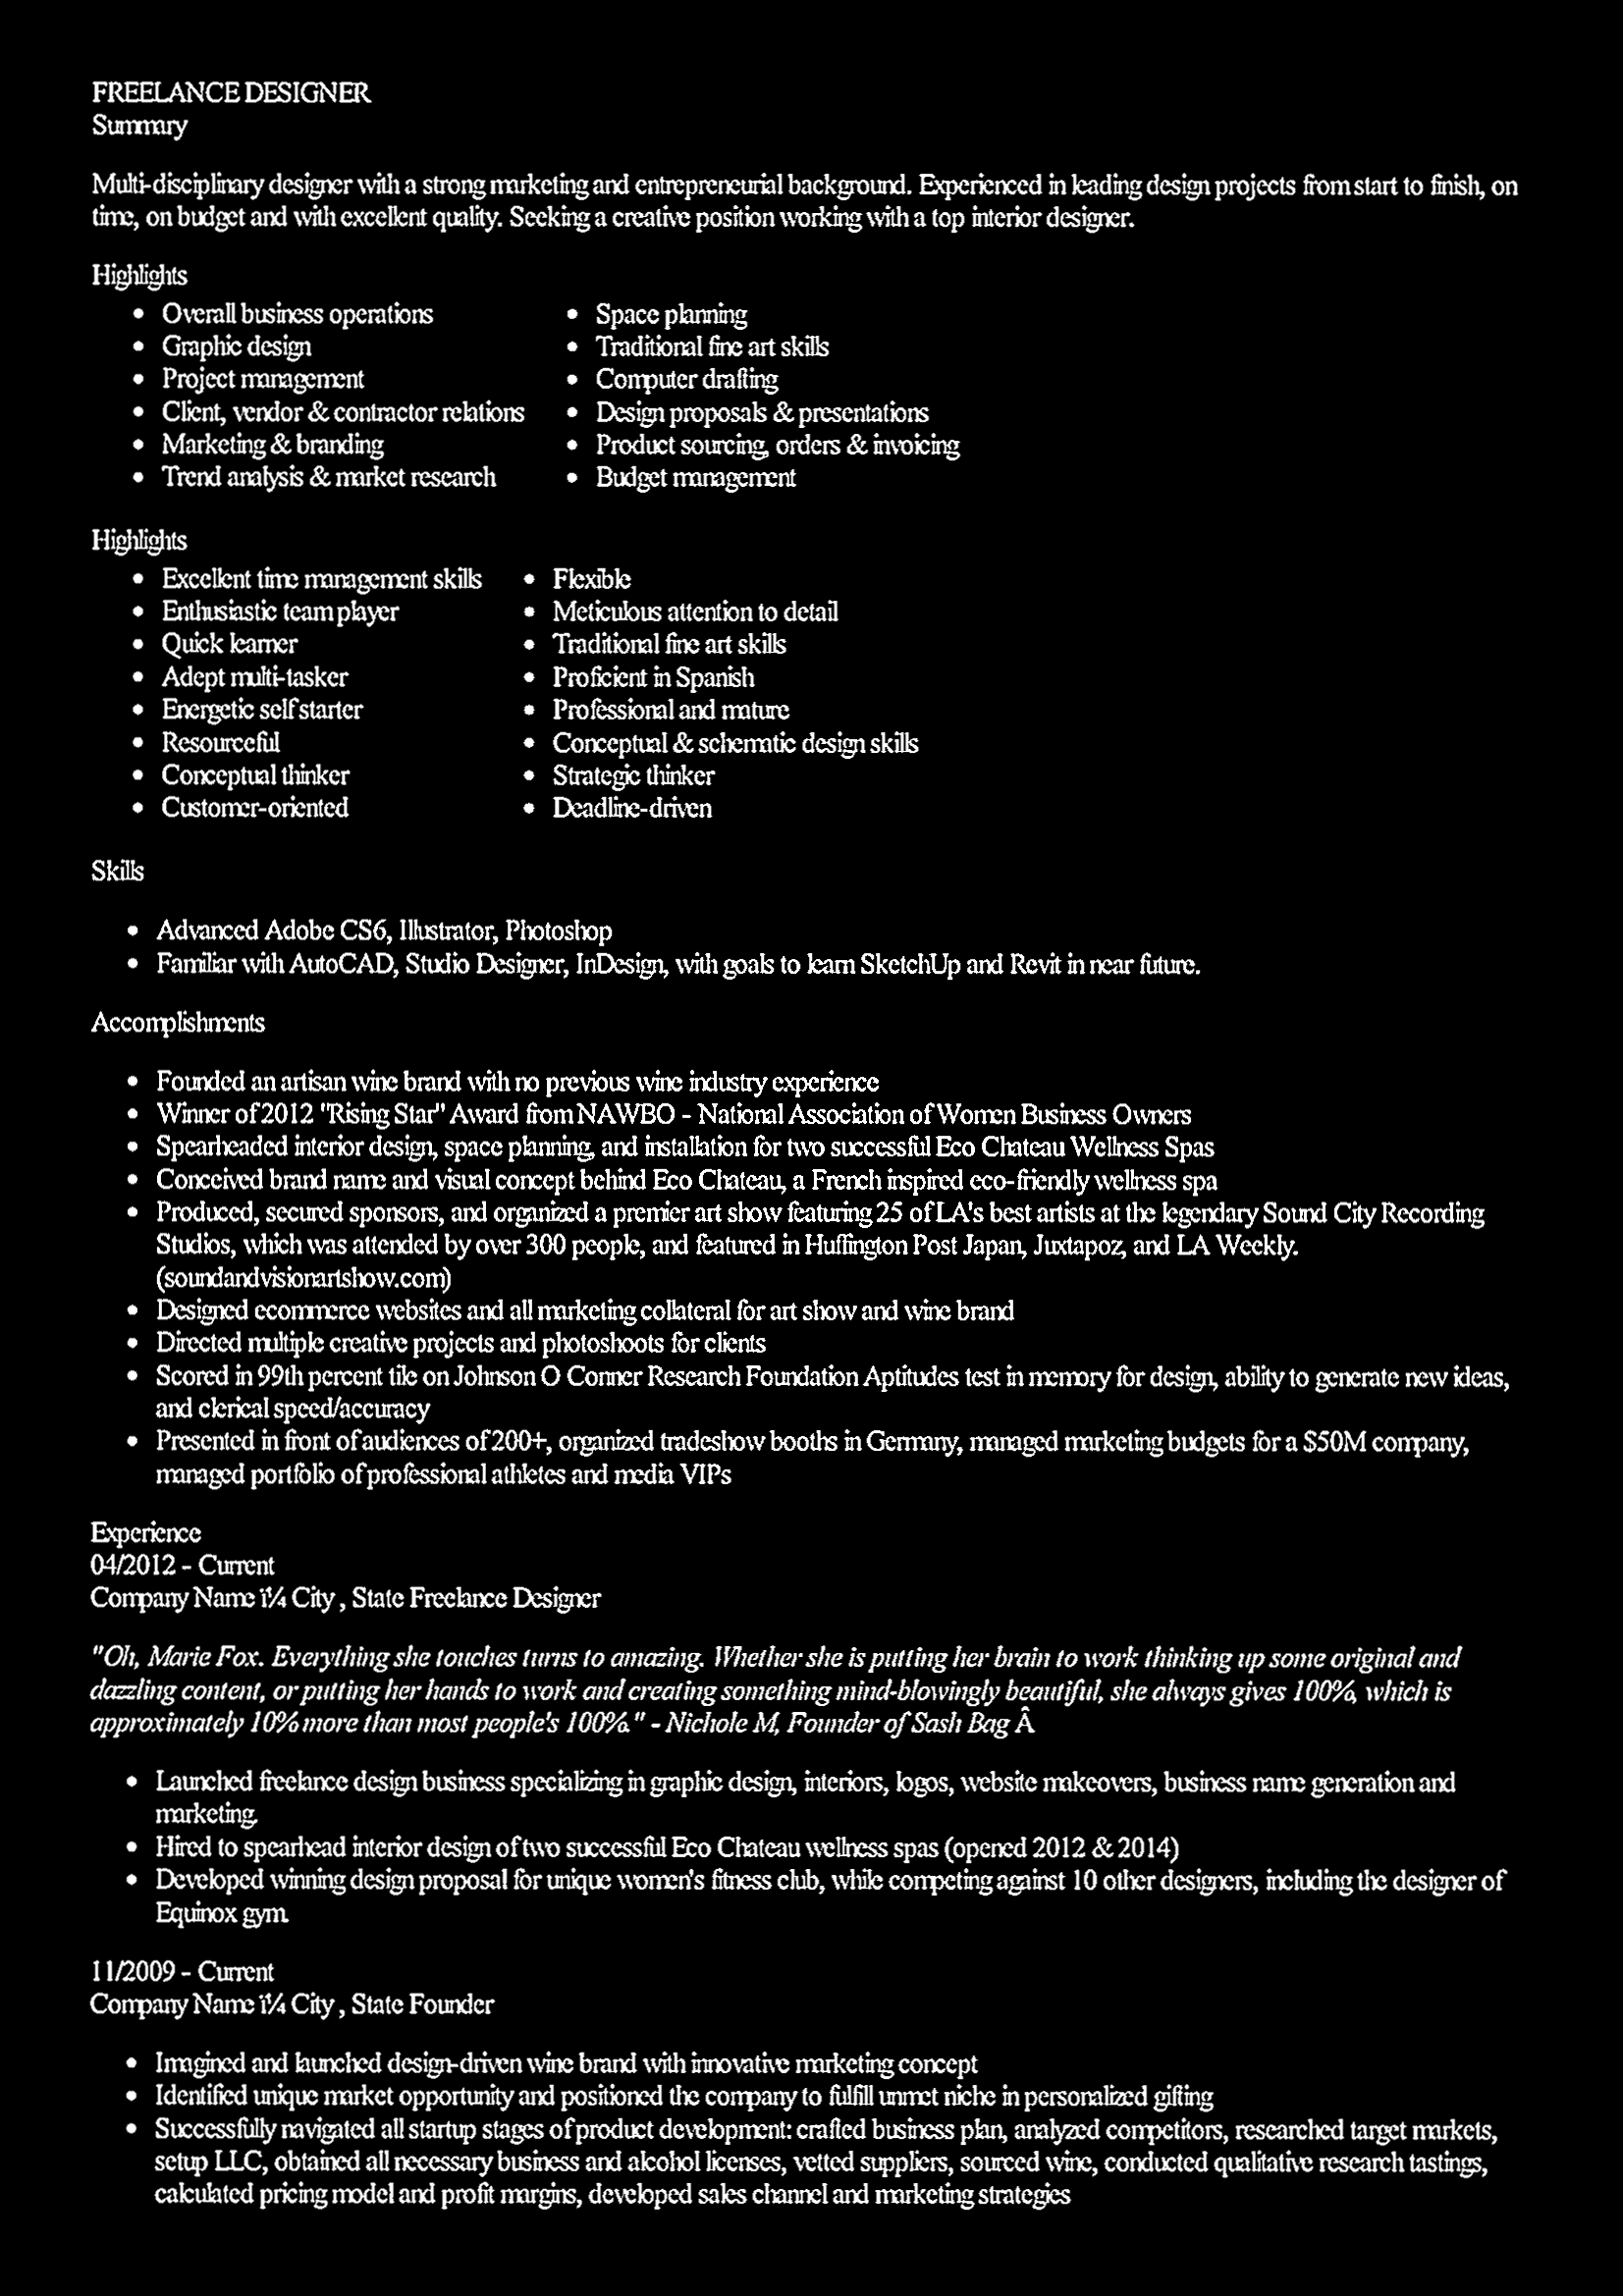 FREELANCE DESIGNER
Summary
Multi-disciplinary designer with a strong marketing and entrepreneurial background. Experienced in leading design projects from start to finish, on
time, on budget and with excellent quality. Seeking a creative position working with a top interior designer.
Highlights
• Overall business operations
• Graphic design
• Project management
• Client, vendor & contractor relations
• Marketing & branding
• Trend analysis & market research
• Space planning
• Traditional fine art skills
• Computer drafting
• Design proposals & presentations
• Product sourcing, orders & invoicing
• Budget management
Highlights
• Excellent time management skills
• Enthusiastic team player
• Quick learner
• Adept multi-tasker
• Energetic self starter
• Resourceful
• Conceptual thinker
• Customer-oriented
• Flexible
• Meticulous attention to detail
• Traditional fine art skills
• Proficient in Spanish
• Professional and mature
• Conceptual & schematic design skills
• Strategic thinker
• Deadline-driven
Skills
• Advanced Adobe CS6, Illustrator, Photoshop
• Familiar with AutoCAD, Studio Designer, InDesign, with goals to learn SketchUp and Revit in near future.
Accomplishments
• Founded an artisan wine brand with no previous wine industry experience
• Winner of 2012 "Rising Star" Award from NAWBO - National Association of Women Business Owners
• Spearheaded interior design, space planning, and installation for two successful Eco Chateau Wellness Spas
• Conceived brand name and visual concept behind Eco Chateau, a French inspired eco-friendly wellness spa
• Produced, secured sponsors, and organized a premier art show featuring 25 of LA's best artists at the legendary Sound City Recording
Studios, which was attended by over 300 people, and featured in Huffington Post Japan, Juxtapoz, and LA Weekly.
(soundandvisionartshow.com)
• Designed ecommerce websites and all marketing collateral for art show and wine brand
• Directed multiple creative projects and photoshoots for clients
• Scored in 99th percent tile on Johnson O Conner Research Foundation Aptitudes test in memory for design, ability to generate new ideas,
and clerical speed/accuracy
• Presented in front of audiences of 200+, organized tradeshow booths in Germany, managed marketing budgets for a $50M company,
managed portfolio of professional athletes and media VIPs
Experience
04/2012 - Current
Company Name ï¼ City , State Freelance Designer
"Oh, Marie Fox. Everything she touches turns to amazing. Whether she is putting her brain to work thinking up some original and
dazzling content, or putting her hands to work and creating something mind-blowingly beautiful, she always gives 100%, which is
approximately 10% more than most people's 100%." - Nichole M, Founder of Sash Bag Â
• Launched freelance design business specializing in graphic design, interiors, logos, website makeovers, business name generation and
marketing.
• Hired to spearhead interior design of two successful Eco Chateau wellness spas (opened 2012 & 2014)
• Developed winning design proposal for unique women's fitness club, while competing against 10 other designers, including the designer of
Equinox gym.
11/2009 - Current
Company Name ï¼ City , State Founder
• Imagined and launched design-driven wine brand with innovative marketing concept
• Identified unique market opportunity and positioned the company to fulfill unmet niche in personalized gifting
• Successfully navigated all startup stages of product development: crafted business plan, analyzed competitors, researched target markets,
setup LLC, obtained all necessary business and alcohol licenses, vetted suppliers, sourced wine, conducted qualitative research tastings,
calculated pricing model and profit margins, developed sales channel and marketing strategies